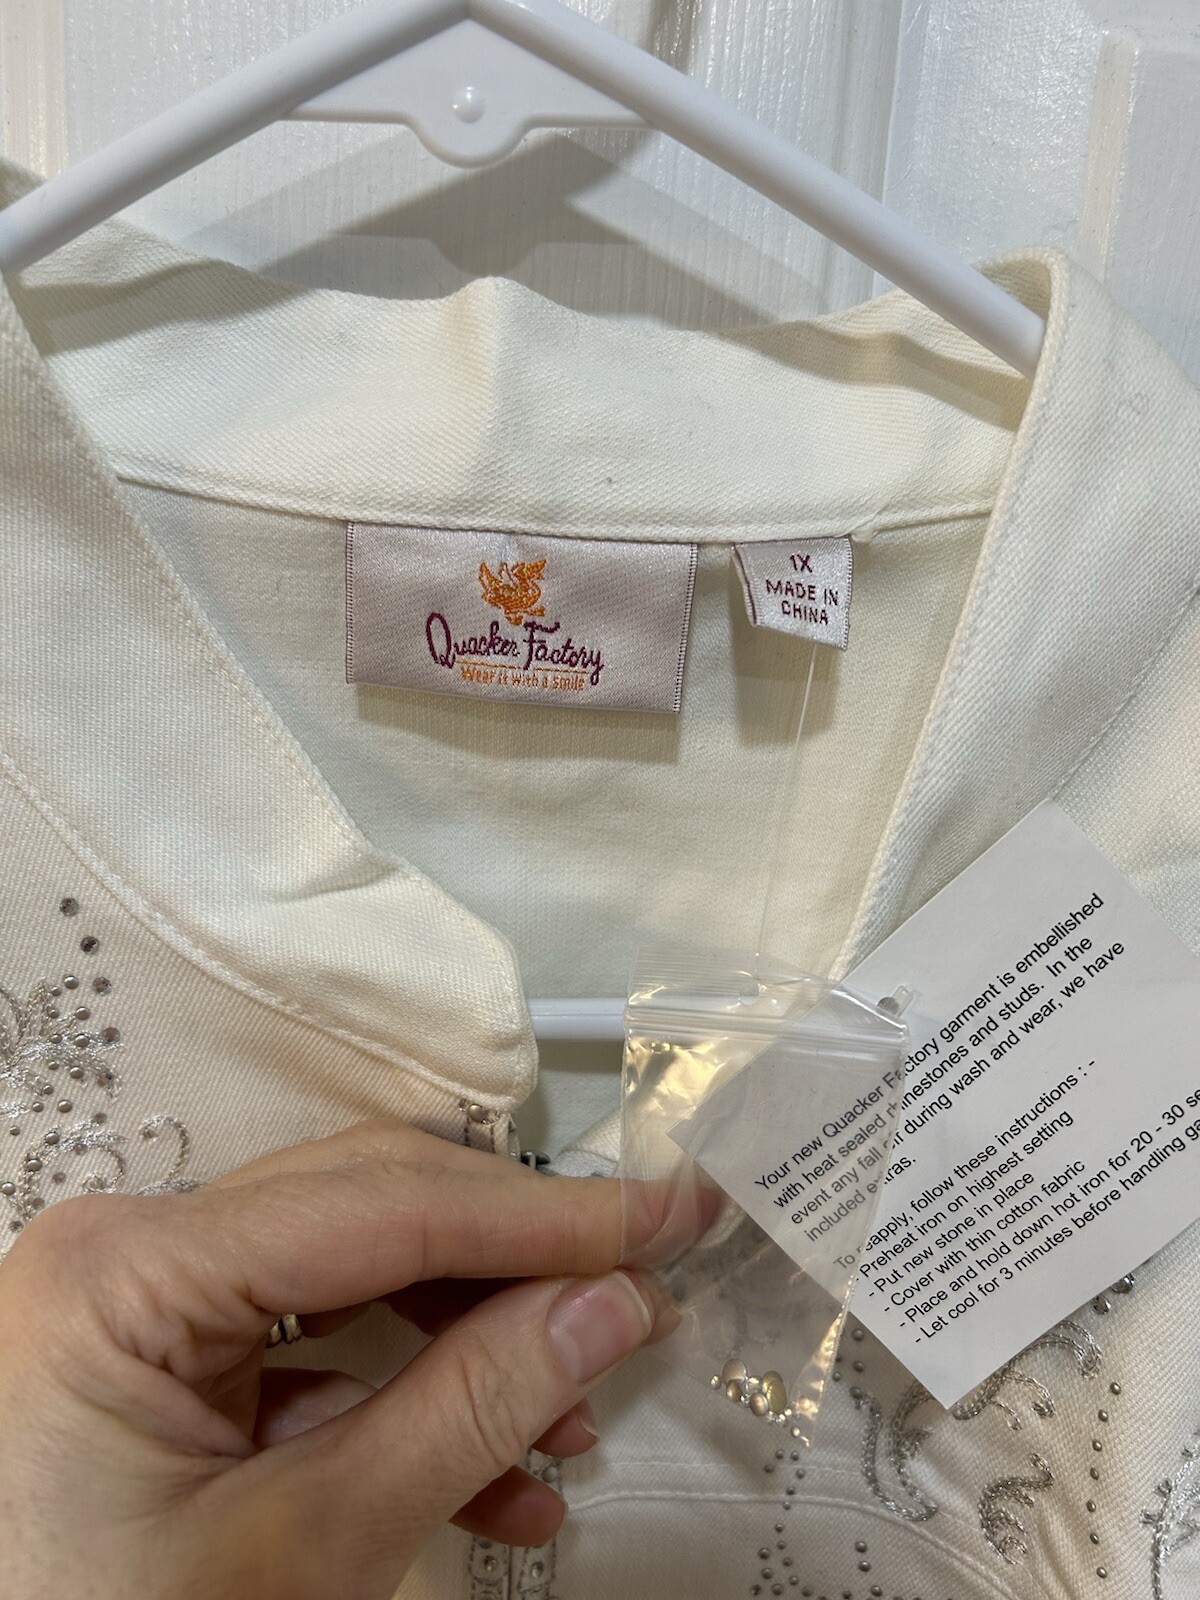 Quacker Factory
Wear it with a smile
1X
MADE IN
CHINA
Your new Quacker Factory garment is embellished
with heat sealed rhinestones and studs. In the
event any fall off during wash and wear, we have
included extras.
To reapply, follow these instructions : -
- Preheat iron on highest setting
- Put new stone in place
- Cover with thin cotton fabric
- Place and hold down hot iron for 20 - 30 se
- Let cool for 3 minutes before handling ga